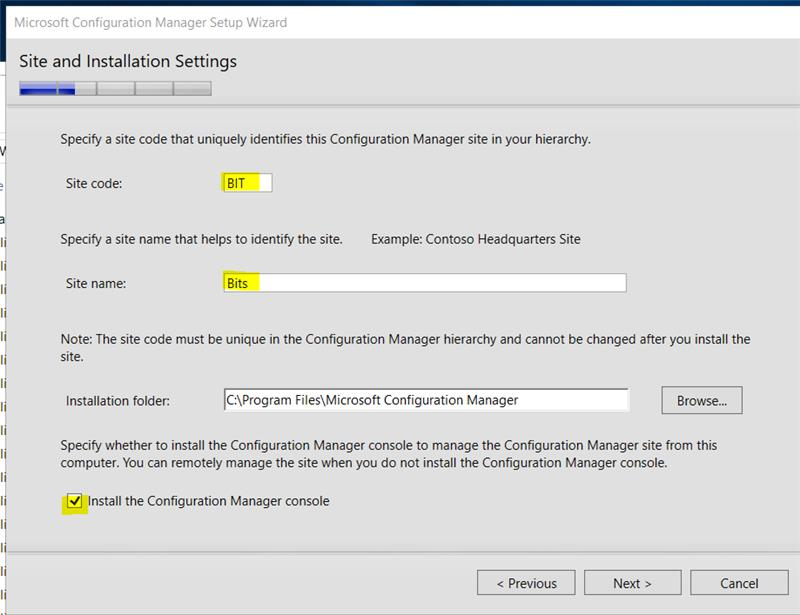 Microsoft Configuration Manager Setup Wizard
Site and Installation Settings
Specify a site code that uniquely identifies this Configuration Manager site in your hierarchy.
Site code: BIT
Specify a site name that helps to identify the site. Example: Contoso Headquarters Site
Site name: Bits
Note: The site code must be unique in the Configuration Manager hierarchy and cannot be changed after you install the
site.
Installation folder: C:\Program Files\Microsoft Configuration Manager Browse...
Specify whether to install the Configuration Manager console to manage the Configuration Manager site from this
computer. You can remotely manage the site when you do not install the Configuration Manager console.
Install the Configuration Manager console
< Previous Next > Cancel